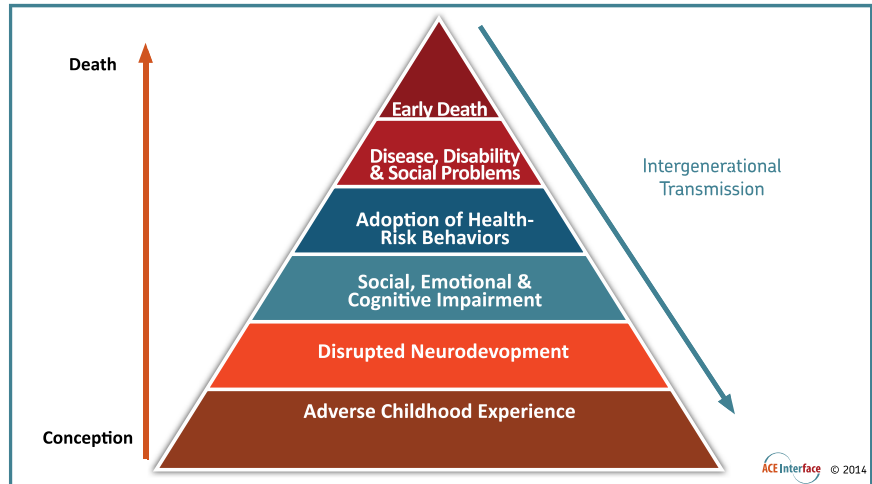 Death
Early Death
Disease, Disability
& Social Problems
Intergenerational
Transmission
Adoption of Health-
Risk Behaviors
Social, Emotional &
Cognitive Impairment
Disrupted Neurodevopment
Adverse Childhood Experience
Conception
ACE Interface © 2014